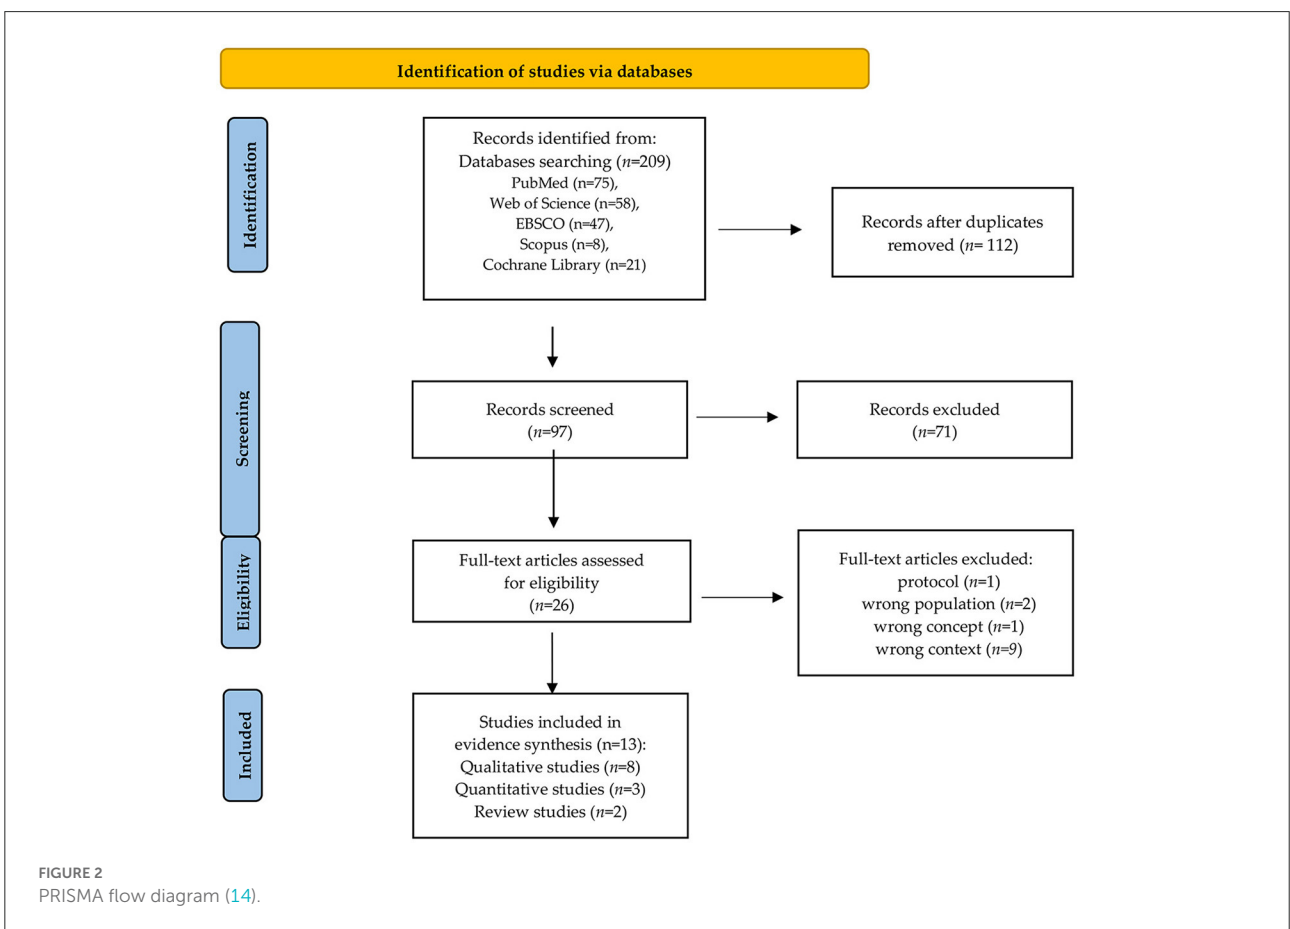 Identification of studies via databases
Identification
Records identified from:
Databases searching (n=209)
PubMed (n=75),
Web of Science (n=58),
EBSCO (n=47),
Scopus (n=8),
Cochrane Library (n=21)
Records after duplicates
removed (n= 112)
Screening
Records screened
(n=97)
Records excluded
(n=71)
Eligibility
Full-text articles assessed
for eligibility
(n=26)
Full-text articles excluded:
protocol (n=1)
wrong population (n=2)
wrong concept (n=1)
wrong context (n=9)
Included
Studies included in
evidence synthesis (n=13):
Qualitative studies (n=8)
Quantitative studies (n=3)
Review studies (n=2)
FIGURE 2
PRISMA flow diagram (14).